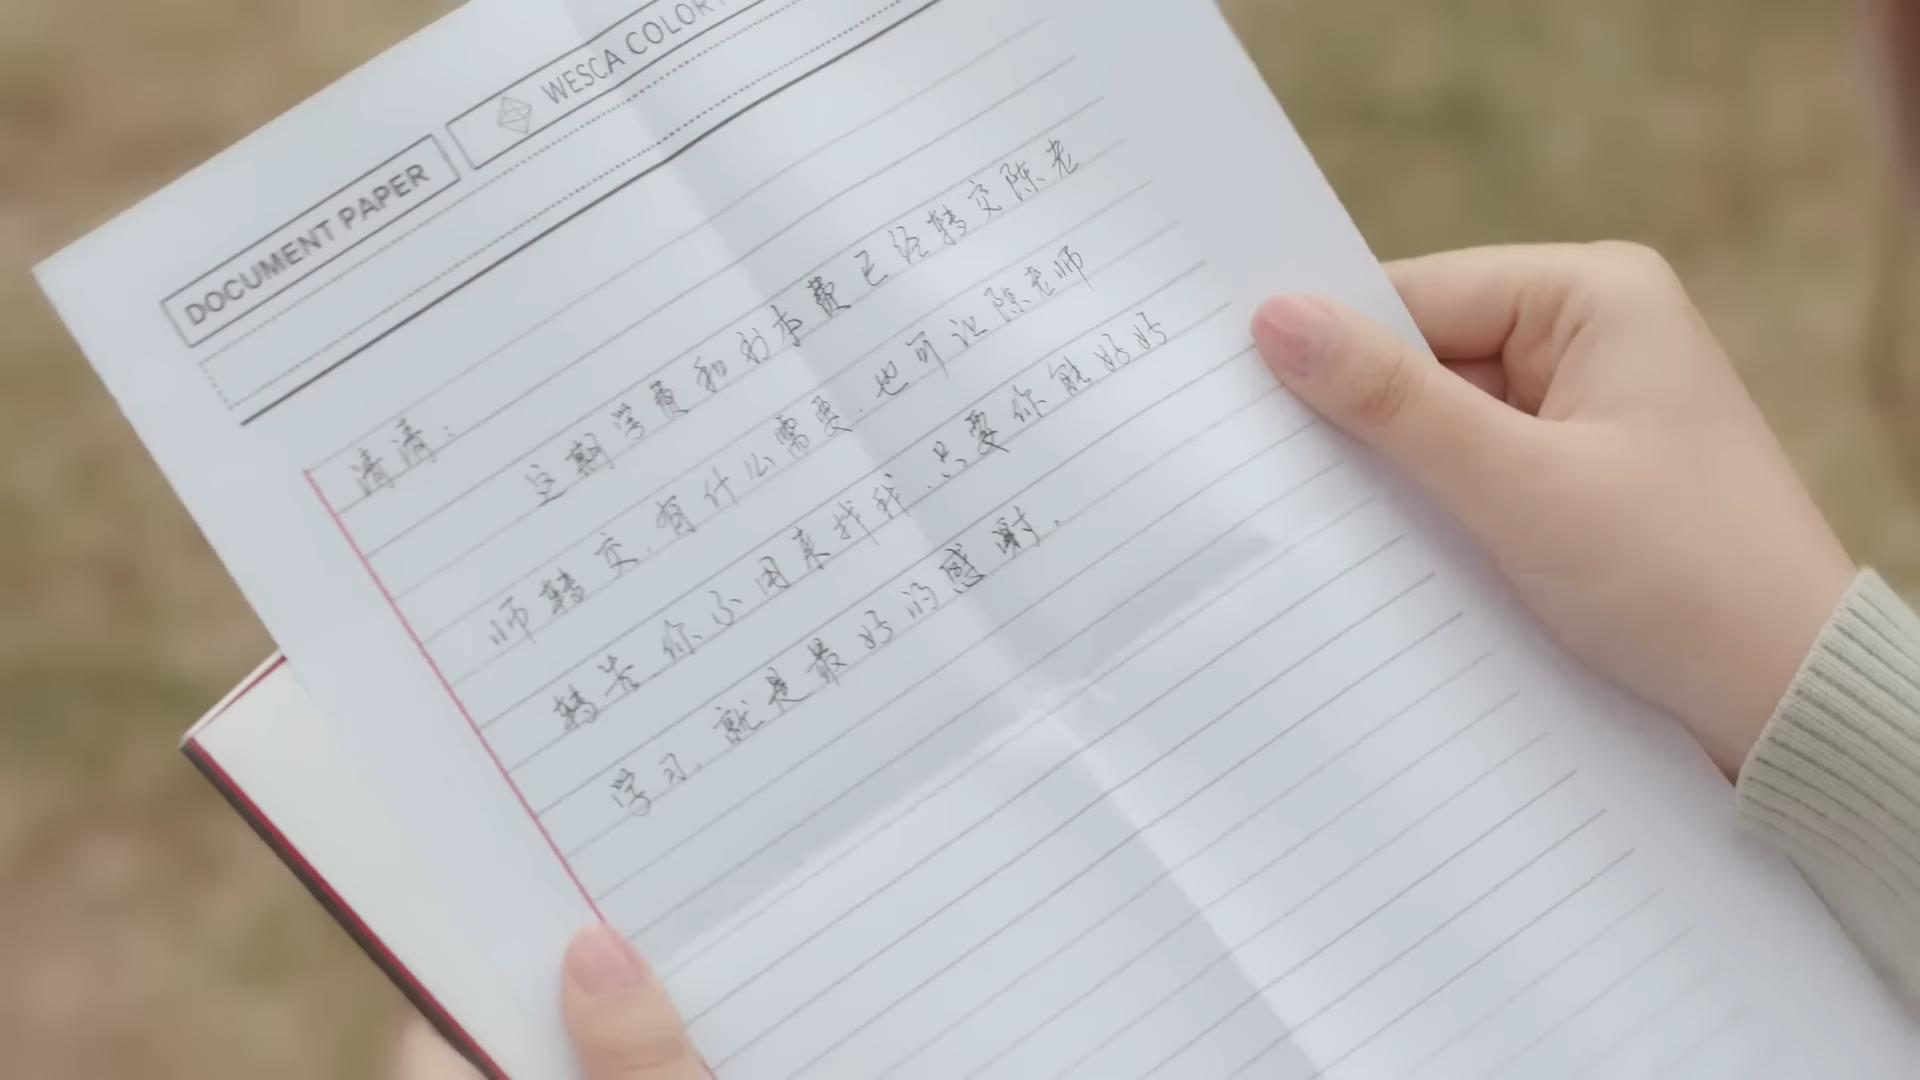 DOCUMENT PAPER
WESCA COLOR
清清：
定期学费和书本费已经转交陈老
师转交，有什么需要，也可让陈老师
转告，你不用来找我，只要你能好好
学习，就是最好的感谢。